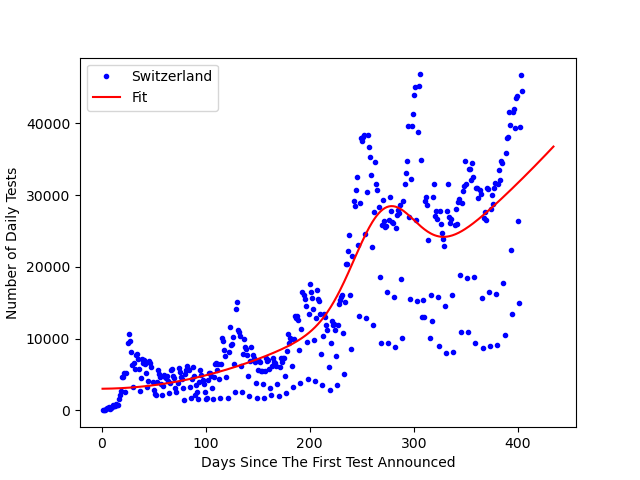 Switzerland
Fit
Number of Daily Tests
40000
30000
20000
10000
0
0 100 200 300 400
Days Since The First Test Announced